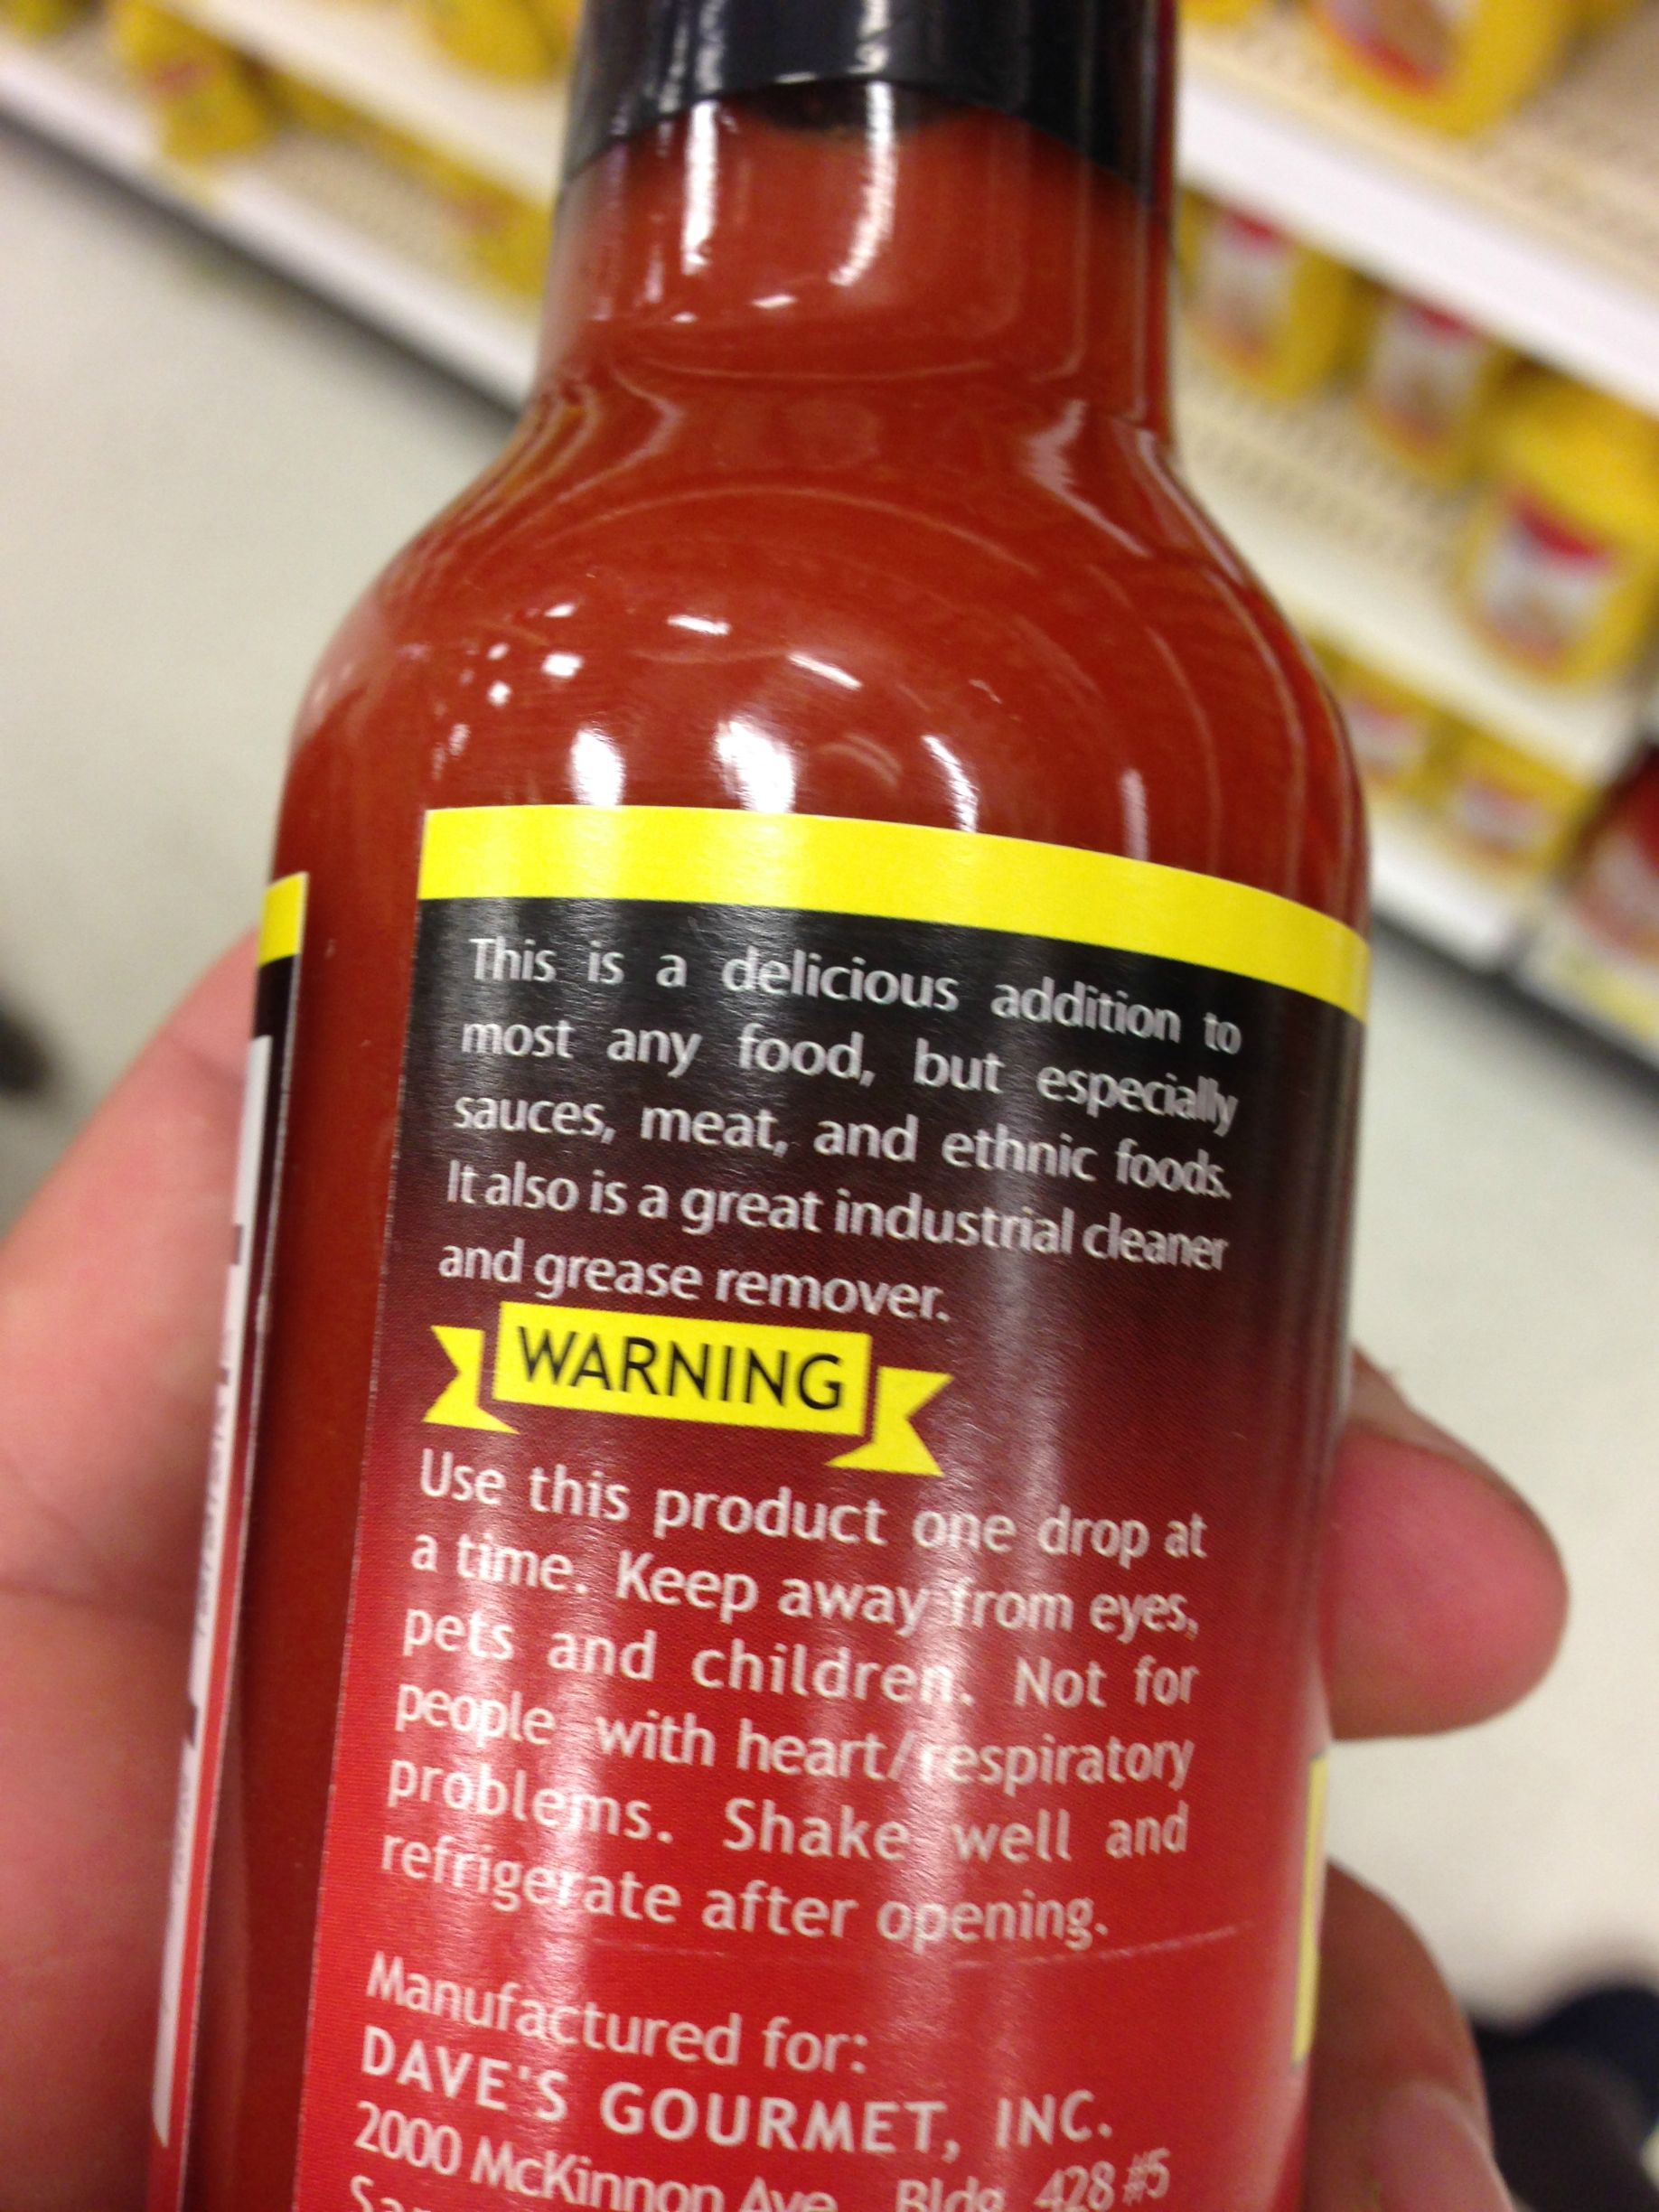 This is a delicious addition to
most any food, but especially
sauces, meat, and ethnic foods.
It also is a great industrial cleaner
and grease remover.
WARNING
Use this product one drop at
a time. Keep away from eyes,
pets and children. Not for
people with heart/respiratory
problems. Shake well and
refrigerate after opening.
Manufactured for:
DAVE'S GOURMET, INC.
2000 McKinnon Ave., Bldg. 428 #5